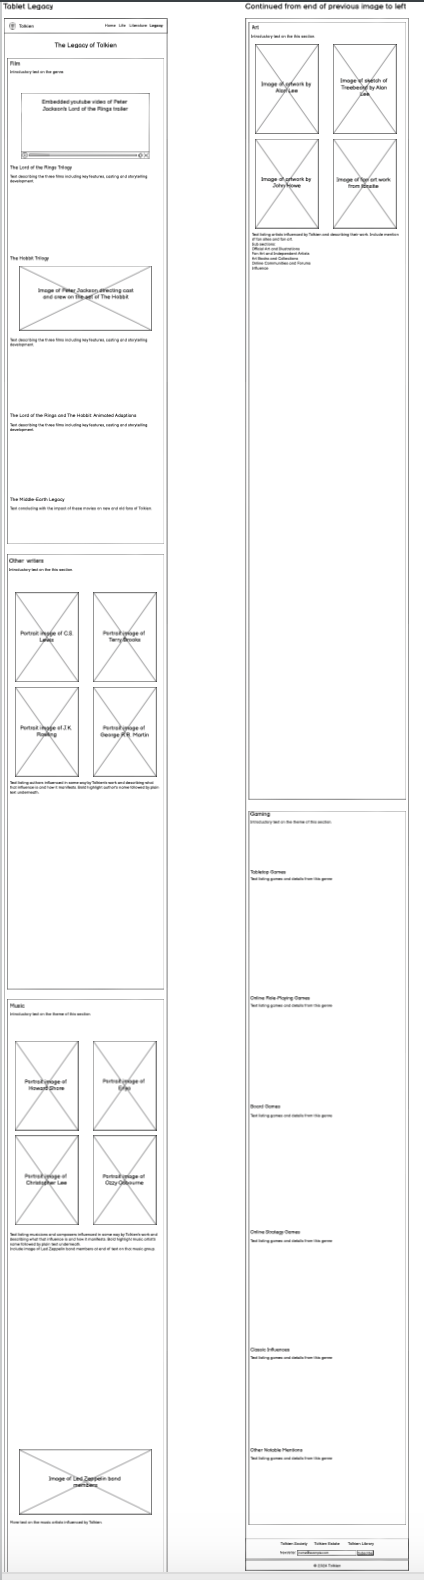 Tablet Legacy
Tolkien
Home Life Literature Legacy
The Legacy of Tolkien
Film
Introductory text on the genre.
Embedded youtube video of Peter
Jackson's Lord of the Rings trailer
The Lord of the Rings Trilogy
Text describing the three films including key features, casting and storytelling
development.
The Hobbit Trilogy
Image of Peter Jackson directing cast
and crew on the set of The Hobbit
Text describing the three films including key features, casting and storytelling
development.
The Lord of the Rings and The Hobbit Animated Adaptions
Text describing the three films including key features, casting and storytelling
development.
The Middle-Earth Legacy
Text concluding with the impact of these movies on new and old fans of Tolkien.
Other writers
Introductory text on the this section.
Portrait image of C.S.
Lewis
Portrait image of
Terry Brooks
Portrait image of J.K.
Rowling
Portrait image of
George R.R. Martin
Text listing authors influenced in some way by Tolkien's work and describing what
that influence is and how it manifests. Bold highlight author's name followed by plain
text underneath.
Music
Introductory text on the theme of this section.
Portrait image of
Howard Shore
Portrait image of
Enya
Portrait image of
Christopher Lee
Portrait image of
Ozzy Osbourne
Text listing musicians and composers influenced in some way by Tolkien's work and
describing what that influence is and how it manifests. Bold highlight music artists
name followed by plain text underneath.
Include image of Led Zeppelin band members at end of text on that music group
Image of Led Zeppelin band
members
More text on the music artists influenced by Tolkien.
Continued from end of previous image to left
Art
Introductory text on the this section.
Image of artwork by
Alan Lee
Image of sketch of
Treebeard by Alan
Lee
Image of artwork by
John Howe
Image of fan art work
from fansite
Text listing artists influenced by Tolkien and describing their work. Include mention
of fan sites and fan art.
Sub sections:
Official Art and Illustrations
Fan Art and Independent Artists
Art Books and Collections
Online Communities and Forums
Influence
Gaming
Introductory text on the theme of this section.
Tabletop Games
Text listing games and details from this genre
Online Role-Playing Games
Text listing games and details from this genre
Board Games
Text listing games and details from this genre
Online Strategy Games
Text listing games and details from this genre
Classic Influences
Text listing games and details from this genre
Other Notable Mentions
Text listing games and details from this genre
Tolkien Society Tolkien Estate Tolkien Library
Newsletter
© 2023 Tolkien